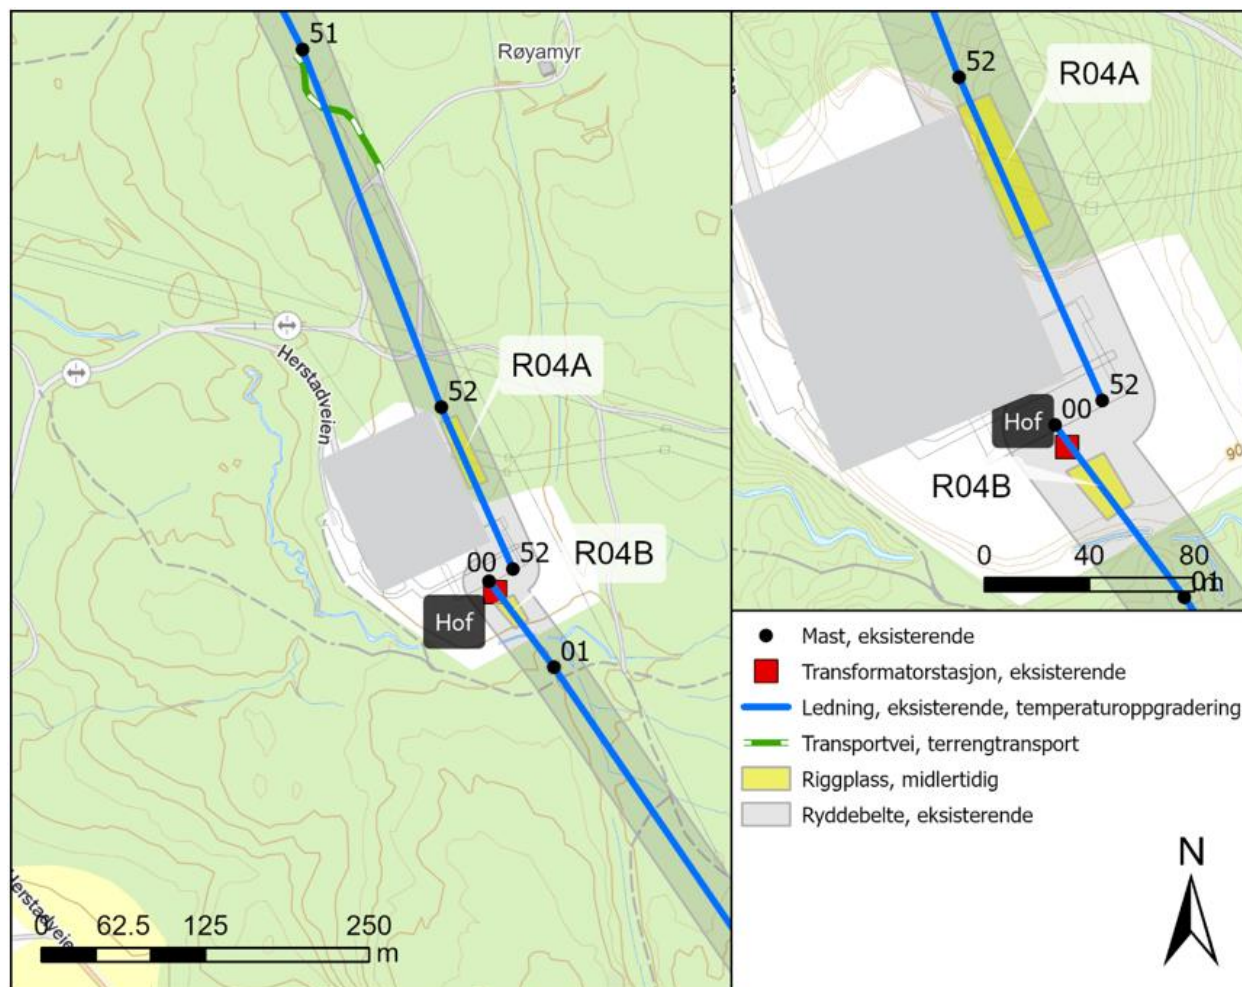 51
Røyamyr
Herstadveien
52
R04A
R04B
00
52
Hof
01
Herstadveien
0
62.5
125
250
m
52
R04A
52
00
Hof
R04B
90
0
40
80
m
01
Mast, eksisterende
Transformatorstasjon, eksisterende
Ledning, eksisterende, temperaturoppgradering
Transportvei, terrengtransport
Riggplass, midlertidig
Ryddebelte, eksisterende
N